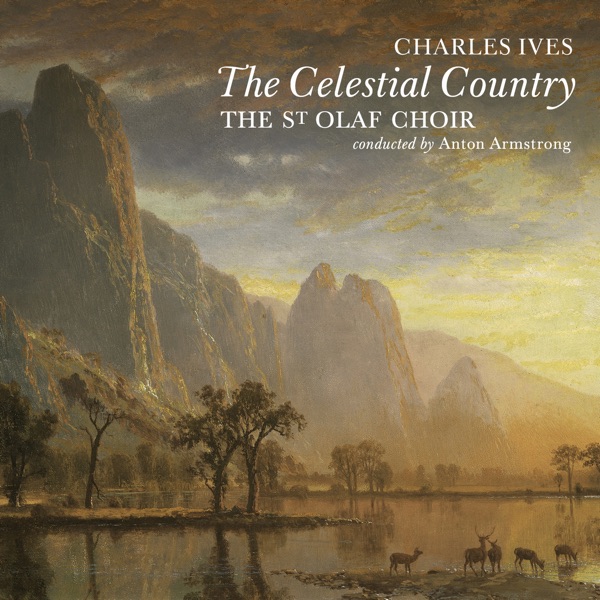 CHARLES IVES
The Celestial Country
THE ST OLAF CHOIR
conducted by Anton Armstrong